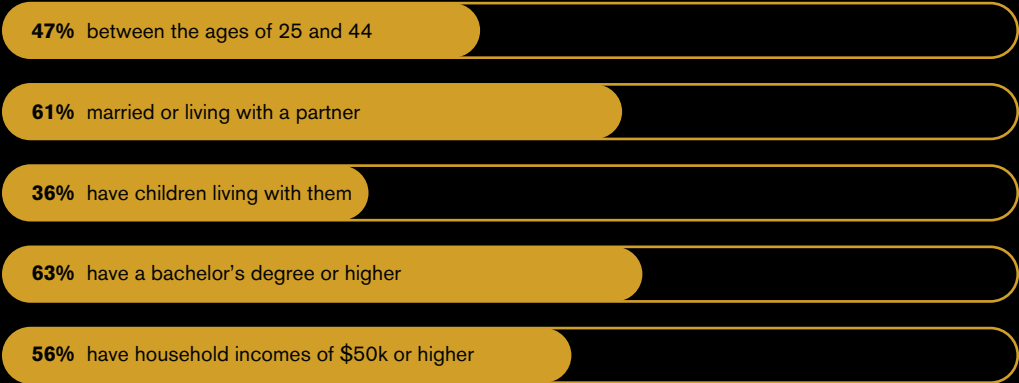 47% between the ages of 25 and 44
61% married or living with a partner
36% have children living with them
63% have a bachelor’s degree or higher
56% have household incomes of $50k or higher